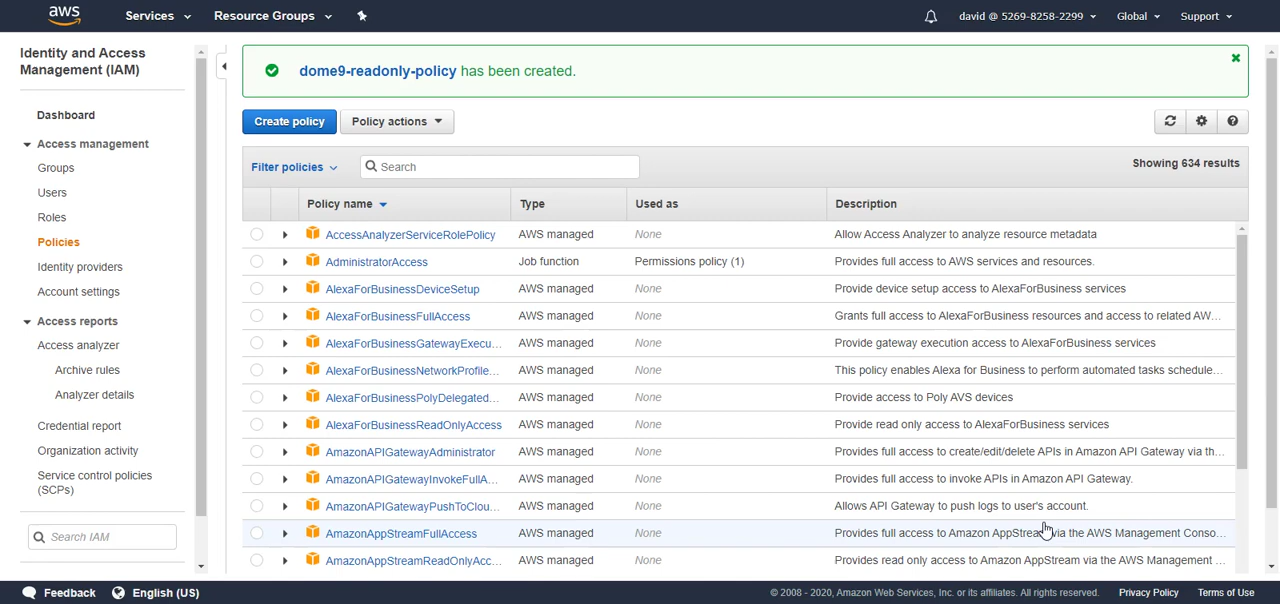 aws
Services
Resource Groups
david @ 5269-8258-2299
Global
Support
Identity and Access
Management (IAM)
Dashboard
Access management
Groups
Users
Roles
Policies
Identity providers
Account settings
Access reports
Access analyzer
Archive rules
Analyzer details
Credential report
Organization activity
Service control policies
(SCPs)
Search IAM
dome9-readonly-policy has been created.
Create policy
Policy actions
Filter policies
Search
Showing 634 results
Policy name Type Used as Description
AccessAnalyzerServiceRolePolicy AWS managed None Allow Access Analyzer to analyze resource metadata
AdministratorAccess Job function Permissions policy (1) Provides full access to AWS services and resources.
AlexaForBusinessDeviceSetup AWS managed None Provide device setup access to AlexaForBusiness services
AlexaForBusinessFullAccess AWS managed None Grants full access to AlexaForBusiness resources and access to related AW...
AlexaForBusinessGatewayExecu... AWS managed None Provide gateway execution access to AlexaForBusiness services
AlexaForBusinessNetworkProfile... AWS managed None This policy enables Alexa for Business to perform automated tasks schedule...
AlexaForBusinessPolyDelegated... AWS managed None Provide access to Poly AVS devices
AlexaForBusinessReadOnlyAccess AWS managed None Provide read only access to AlexaForBusiness services
AmazonAPIGatewayAdministrator AWS managed None Provides full access to create/edit/delete APIs in Amazon API Gateway via th...
AmazonAPIGatewayInvokeFullA... AWS managed None Provides full access to invoke APIs in Amazon API Gateway.
AmazonAPIGatewayPushToClou... AWS managed None Allows API Gateway to push logs to user's account.
AmazonAppStreamFullAccess AWS managed None Provides full access to Amazon AppStream via the AWS Management Conso...
AmazonAppStreamReadOnlyAcc... AWS managed None Provides read only access to Amazon AppStream via the AWS Management ...
Feedback
English (US)
© 2008 - 2020, Amazon Web Services, Inc. or its affiliates. All rights reserved.
Privacy Policy
Terms of Use